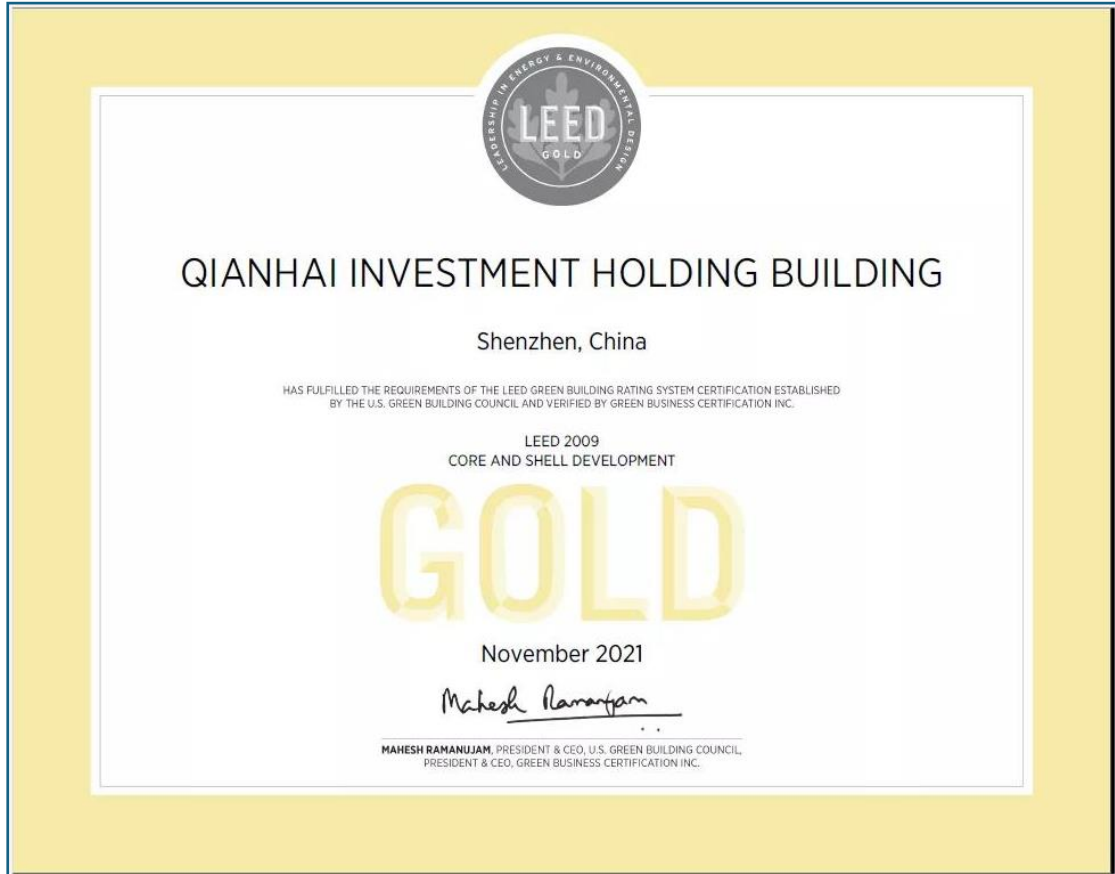 LEADERSHIP IN ENERGY & ENVIRONMENTAL DESIGN
LEED
GOLD
QIANHAI INVESTMENT HOLDING BUILDING
Shenzhen, China
HAS FULFILLED THE REQUIREMENTS OF THE LEED GREEN BUILDING RATING SYSTEM CERTIFICATION ESTABLISHED
BY THE U.S. GREEN BUILDING COUNCIL AND VERIFIED BY GREEN BUSINESS CERTIFICATION INC.
LEED 2009
CORE AND SHELL DEVELOPMENT
GOLD
November 2021
Mahesh Ramanujam
MAHESH RAMANUJAM, PRESIDENT & CEO, U.S. GREEN BUILDING COUNCIL,
PRESIDENT & CEO, GREEN BUSINESS CERTIFICATION INC.